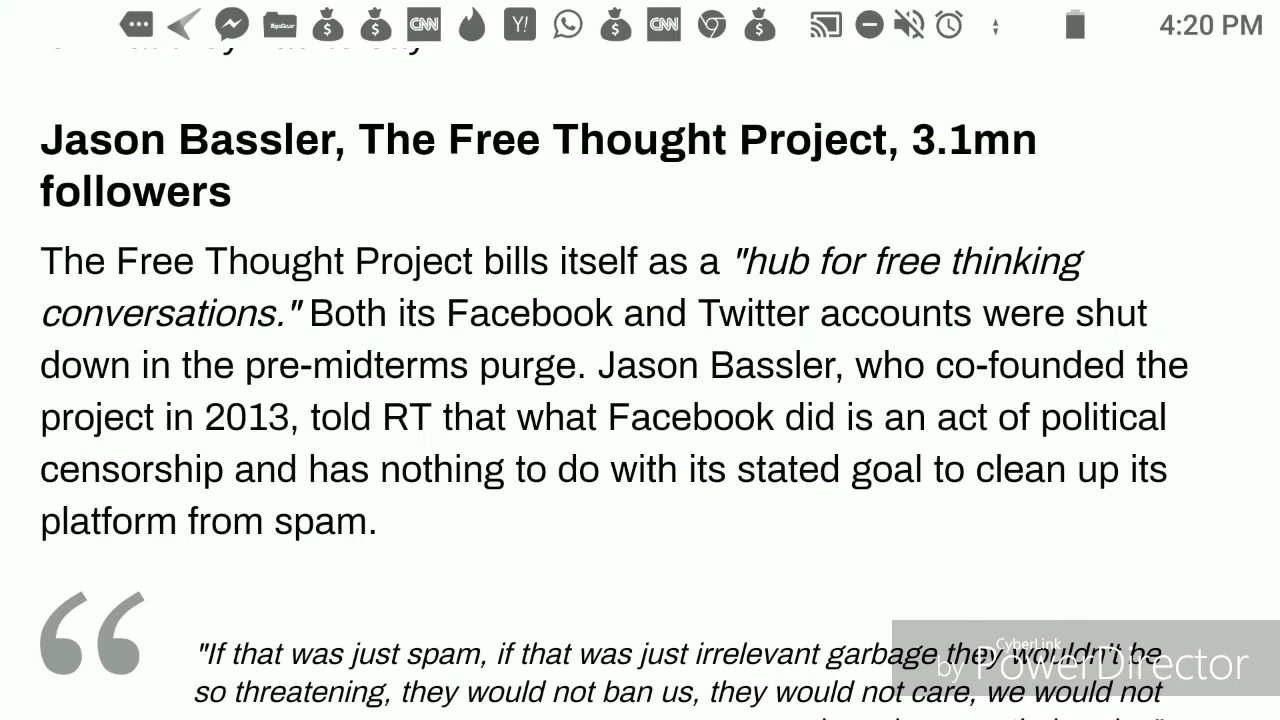 TopGear CNN Y! CNN 4:20 PM
Jason Bassler, The Free Thought Project, 3.1mn
followers
The Free Thought Project bills itself as a "hub for free thinking
conversations." Both its Facebook and Twitter accounts were shut
down in the pre-midterms purge. Jason Bassler, who co-founded the
project in 2013, told RT that what Facebook did is an act of political
censorship and has nothing to do with its stated goal to clean up its
platform from spam.
“
"If that was just spam, if that was just irrelevant garbage they wouldn't be
so threatening, they would not ban us, they would not care, we would not
CyberLink
by PowerDirector